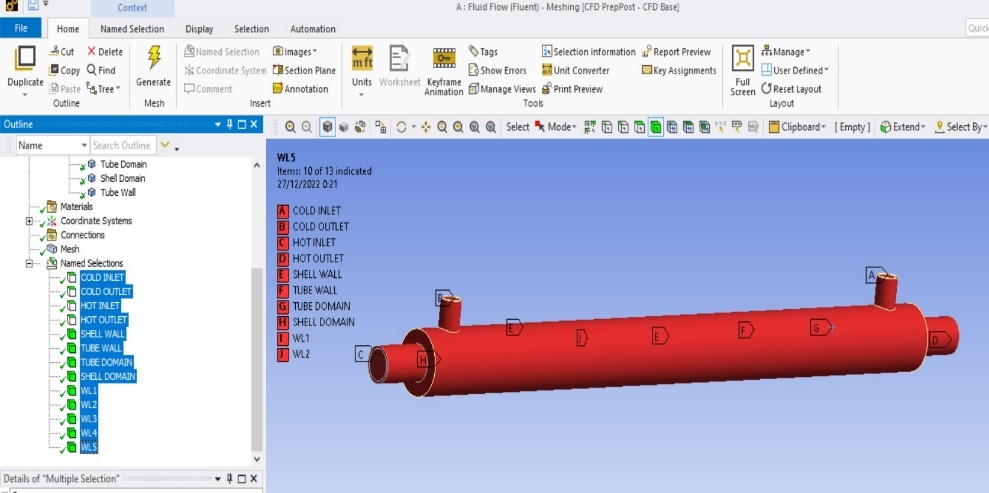 Context
A : Fluid Flow (Fluent) - Meshing [CFD PrepPost - CFD Base]
File Home Named Selection Display Selection Automation
Quick
Duplicate
Cut
Delete
Copy
Find
Paste
Tree
Outline
Generate
Mesh
Named Selection
Images
Coordinate System
Section Plane
Comment
Annotation
Insert
Units
Worksheet
Keyframe
Animation
Tags
Selection Information
Report Preview
Show Errors
Unit Converter
Key Assignments
Manage Views
Print Preview
Tools
Full
Screen
Manage
User Defined
Reset Layout
Layout
Outline
Name
Search Outline
Select Mode
Clipboard [ Empty ] Extend Select By
Tube Domain
Shell Domain
Tube Wall
Materials
Coordinate Systems
Connections
Mesh
Named Selections
COLD INLET
COLD OUTLET
HOT INLET
HOT OUTLET
SHELL WALL
TUBE WALL
TUBE DOMAIN
SHELL DOMAIN
WL1
WL2
WL3
WL4
WL5
Details of "Multiple Selection"
WL5
Items: 10 of 13 indicated
27/12/2022 0:21
A COLD INLET
B COLD OUTLET
C HOT INLET
D HOT OUTLET
E SHELL WALL
F TUBE WALL
G TUBE DOMAIN
H SHELL DOMAIN
I WL1
J WL2
A
B
E
J
E
F
G
C
H
D